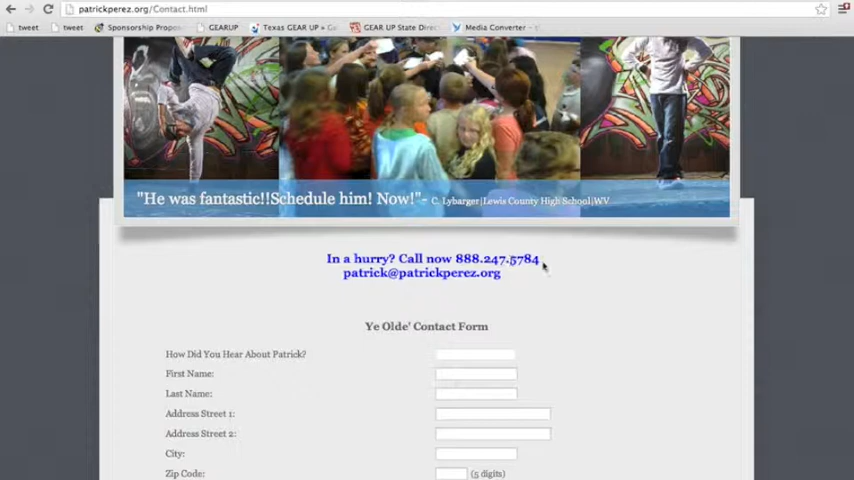 patrickperez.org/Contact.html
tweet tweet Sponsorship Propo GEARUP Texas GEAR UP + Ga GEAR UP State Direc Media Converter -
"He was fantastic!!Schedule him! Now!"- C. Lybarger|Lewis County High School|WV
In a hurry? Call now 888.247.5784
patrick@patrickperez.org
Ye Olde' Contact Form
How Did You Hear About Patrick?
First Name:
Last Name:
Address Street 1:
Address Street 2:
City:
Zip Code: (5 digits)